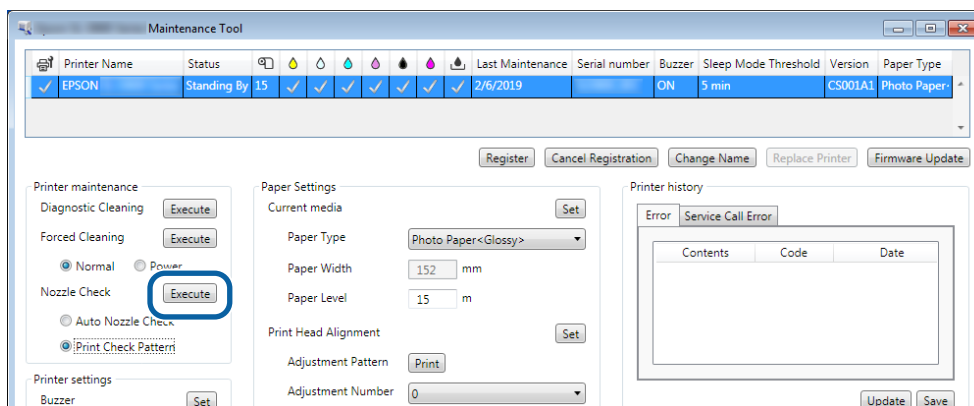 Maintenance Tool
Printer Name Status Last Maintenance Serial number Buzzer Sleep Mode Threshold Version Paper Type
EPSON Standing By 15 2/6/2019 ON 5 min CS001A1 Photo Paper
Register Cancel Registration Change Name Replace Printer Firmware Update
Printer maintenance
Diagnostic Cleaning Execute
Forced Cleaning Execute
Normal Power
Nozzle Check Execute
Auto Nozzle Check
Print Check Pattern
Printer settings
Buzzer Set
Paper Settings
Current media Set
Paper Type Photo Paper<Glossy>
Paper Width 152 mm
Paper Level 15 m
Print Head Alignment Set
Adjustment Pattern Print
Adjustment Number 0
Printer history
Error Service Call Error
Contents Code Date
Update Save